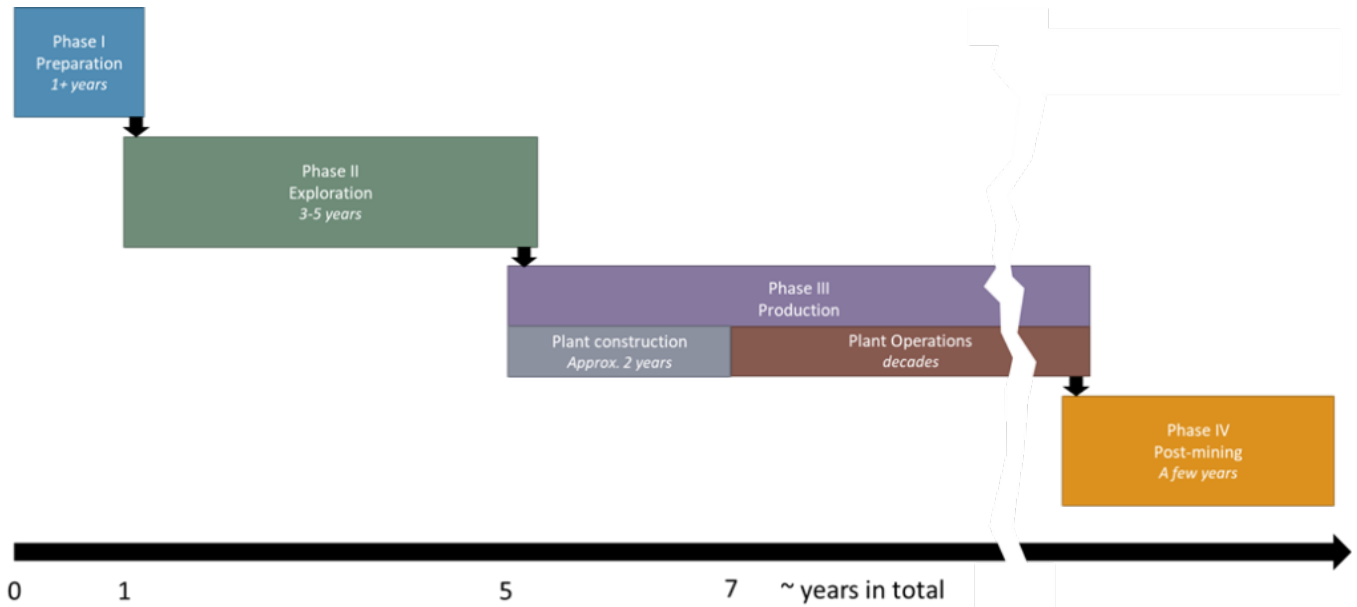 Phase I
Preparation
1+ years
Phase II
Exploration
3-5 years
Phase III
Production
Plant construction
Approx. 2 years
Plant Operations
decades
Phase IV
Post-mining
A few years
0 1 5 7 ~ years in total